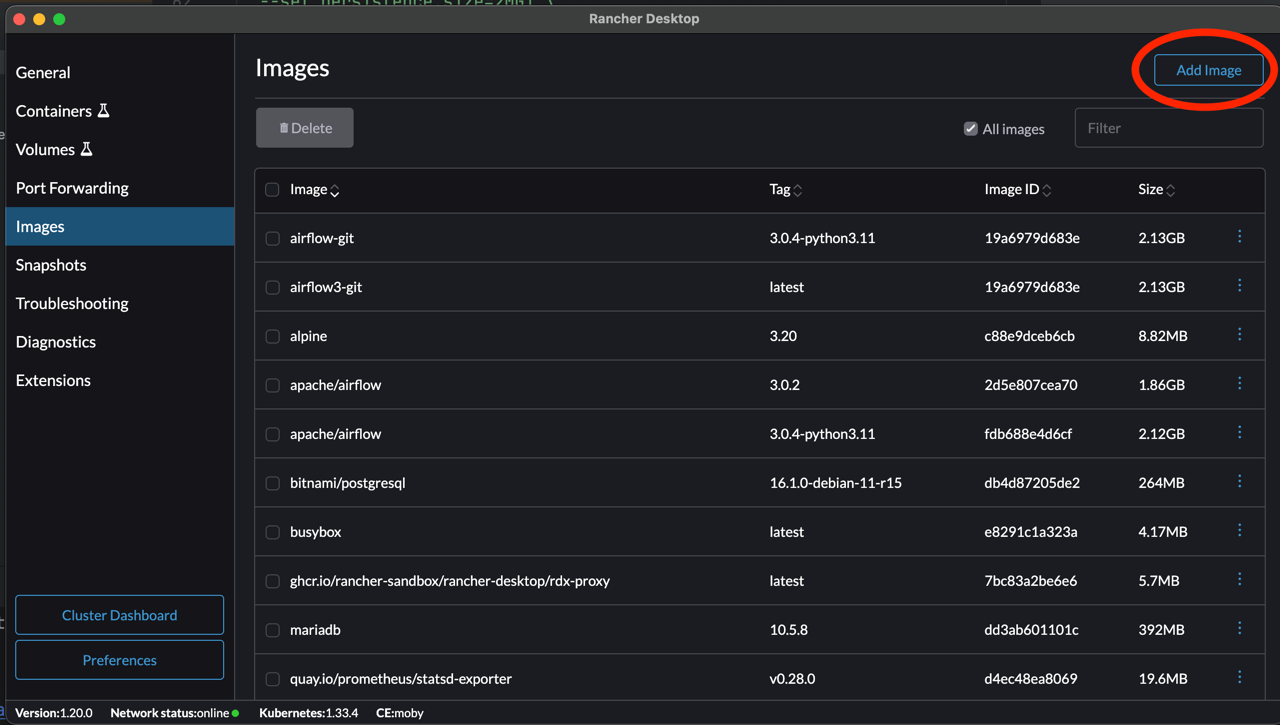 --set persistence.size=2MGi \
Rancher Desktop
General
Containers
Volumes
Port Forwarding
Images
Snapshots
Troubleshooting
Diagnostics
Extensions
Cluster Dashboard
Preferences
Images
Add Image
Delete
All images
Filter
Image Tag Image ID Size
airflow-git 3.0.4-python3.11 19a6979d683e 2.13GB
airflow3-git latest 19a6979d683e 2.13GB
alpine 3.20 c88e9dceb6cb 8.82MB
apache/airflow 3.0.2 2d5e807cea70 1.86GB
apache/airflow 3.0.4-python3.11 fdb688e4d6cf 2.12GB
bitnami/postgresql 16.1.0-debian-11-r15 db4d87205de2 264MB
busybox latest e8291c1a323a 4.17MB
ghcr.io/rancher-sandbox/rancher-desktop/rdx-proxy latest 7bc83a2be6e6 5.7MB
mariadb 10.5.8 dd3ab601101c 392MB
quay.io/prometheus/statsd-exporter v0.28.0 d4ec48ea8069 19.6MB
Version:1.20.0 Network status:online Kubernetes:1.33.4 CE:moby